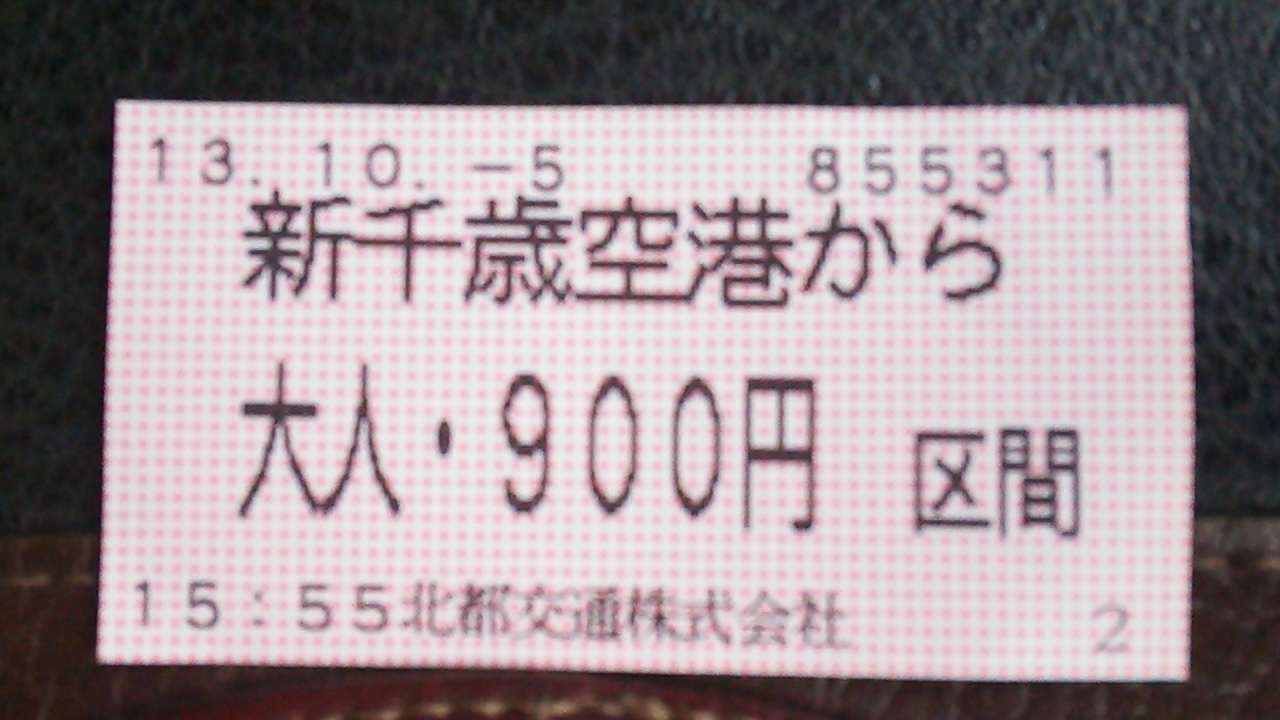 13.10.-5 855311
新千歳空港から
大人・900円 区間
15:55北都交通株式会社 2